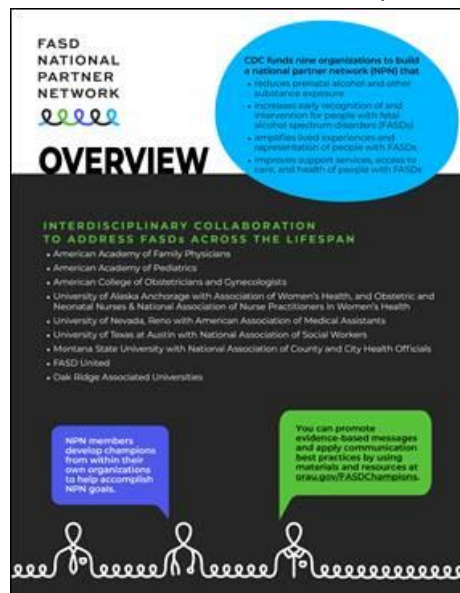 FASD
NATIONAL
PARTNER
NETWORK
OVERVIEW
CDC funds nine organizations to build
a national partner network (NPN) that
• reduces prenatal alcohol and other
substance exposure
• increases early recognition of and
intervention for people with fetal
alcohol spectrum disorders (FASDs)
• amplifies lived experiences and
representation of people with FASDs
• improves support services, access to
care, and health of people with FASDs
INTERDISCIPLINARY COLLABORATION
TO ADDRESS FASDs ACROSS THE LIFESPAN
• American Academy of Family Physicians
• American Academy of Pediatrics
• American College of Obstetricians and Gynecologists
• University of Alaska Anchorage with Association of Women's Health, and Obstetric and
Neonatal Nurses & National Association of Nurse Practitioners in Women's Health
• University of Nevada, Reno with American Association of Medical Assistants
• University of Texas at Austin with National Association of Social Workers
• Montana State University with National Association of County and City Health Officials
• FASD United
• Oak Ridge Associated Universities
NPN members
develop champions
from within their
own organizations
to help accomplish
NPN goals.
You can promote
evidence-based messages
and apply communication
best practices by using
materials and resources at
orau.gov/FASDChampions.